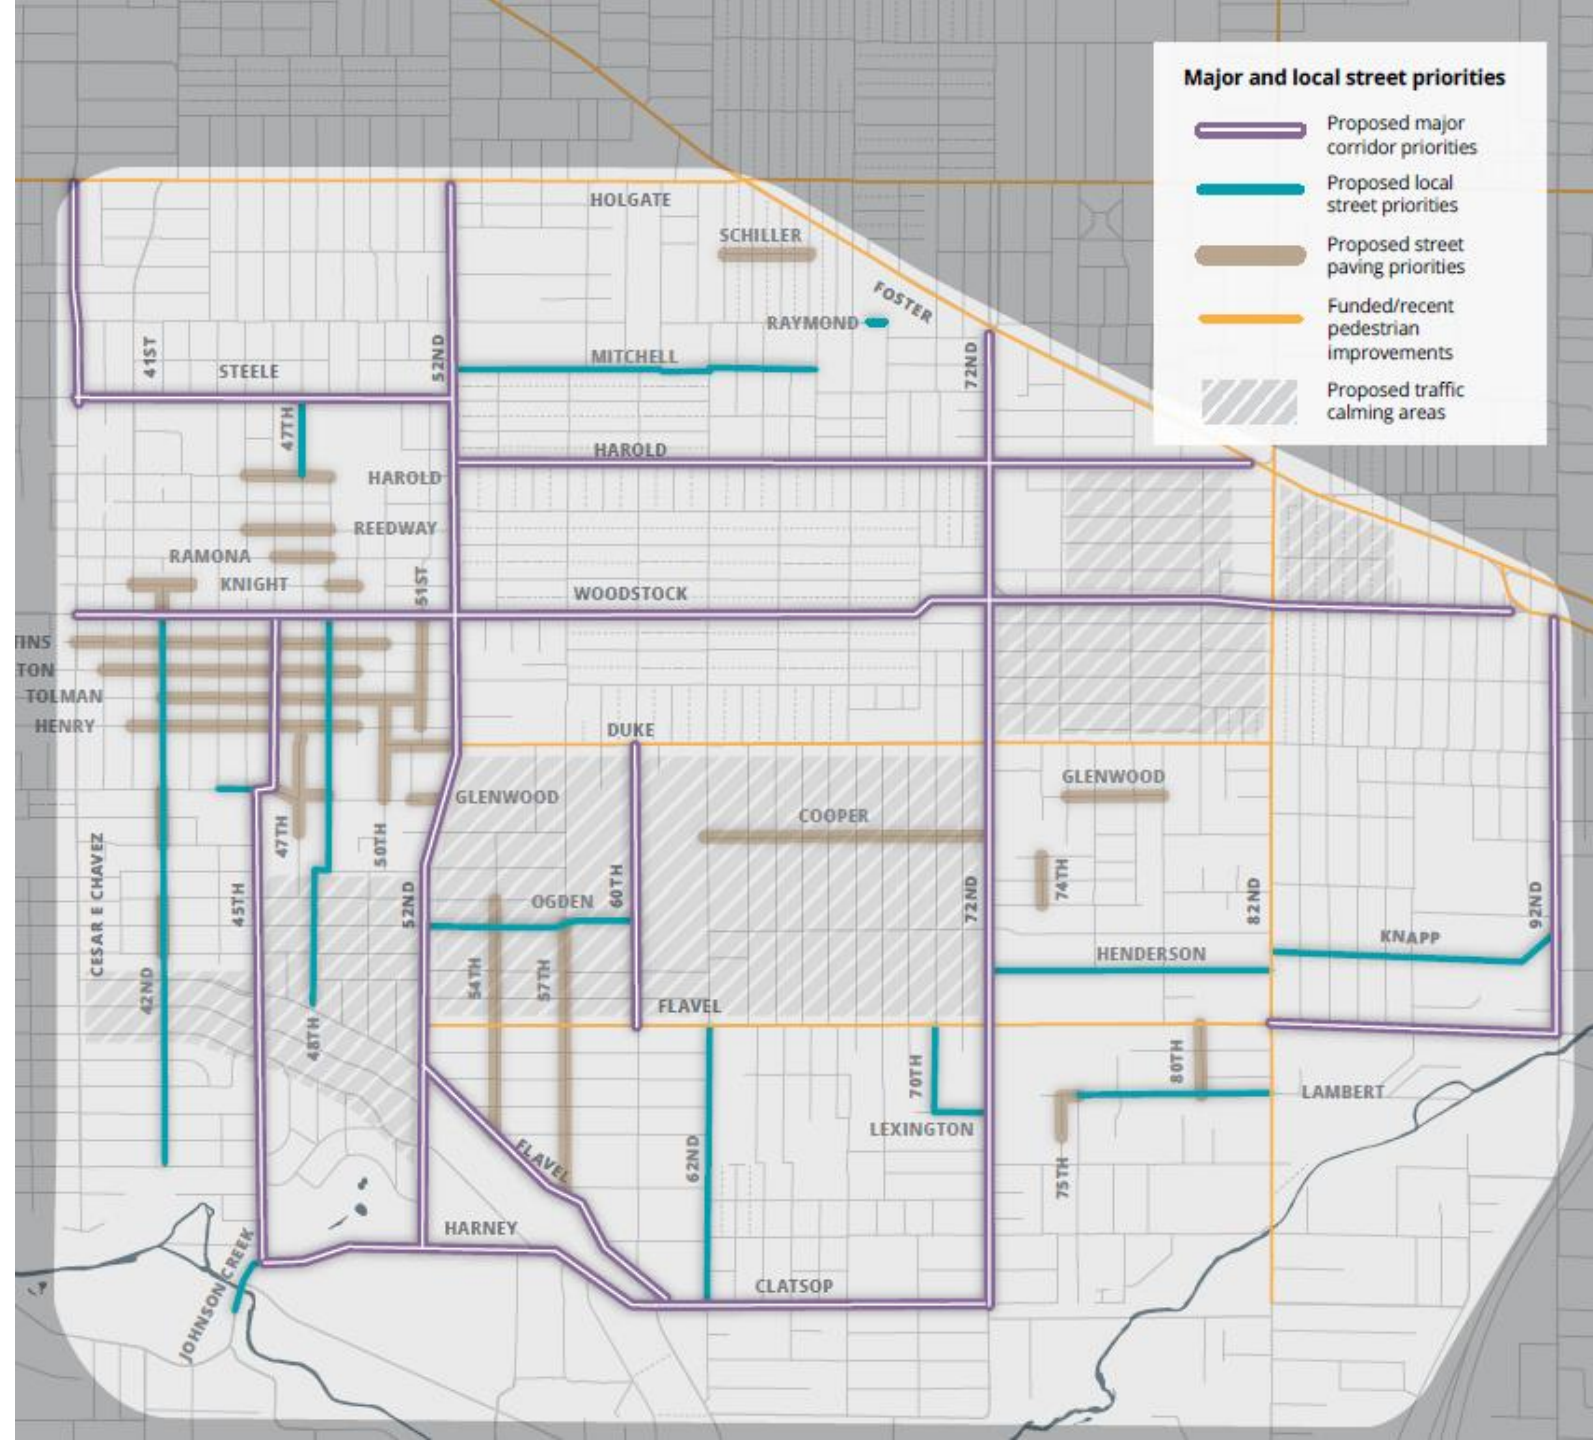 Major and local street priorities
Proposed major
corridor priorities
Proposed local
street priorities
Proposed street
paving priorities
Funded/recent
pedestrian
improvements
Proposed traffic
calming areas
HOLGATE
SCHILLER
FOSTER
RAYMOND
41ST
52ND
72ND
MITCHELL
STEELE
47TH
HAROLD
HAROLD
REEDWAY
RAMONA
KNIGHT
51ST
WOODSTOCK
FINS
TON
TOLMAN
HENRY
DUKE
GLENWOOD
GLENWOOD
COOPER
47TH
50TH
CESAR E CHAVEZ
45TH
52ND
OGDEN
60TH
72ND
74TH
82ND
92ND
KNAPP
HENDERSON
42ND
54TH
57TH
FLAVEL
48TH
70TH
80TH
LAMBERT
LEXINGTON
62ND
FLAVEL
75TH
HARNEY
JOHNSON CREEK
CLATSOP